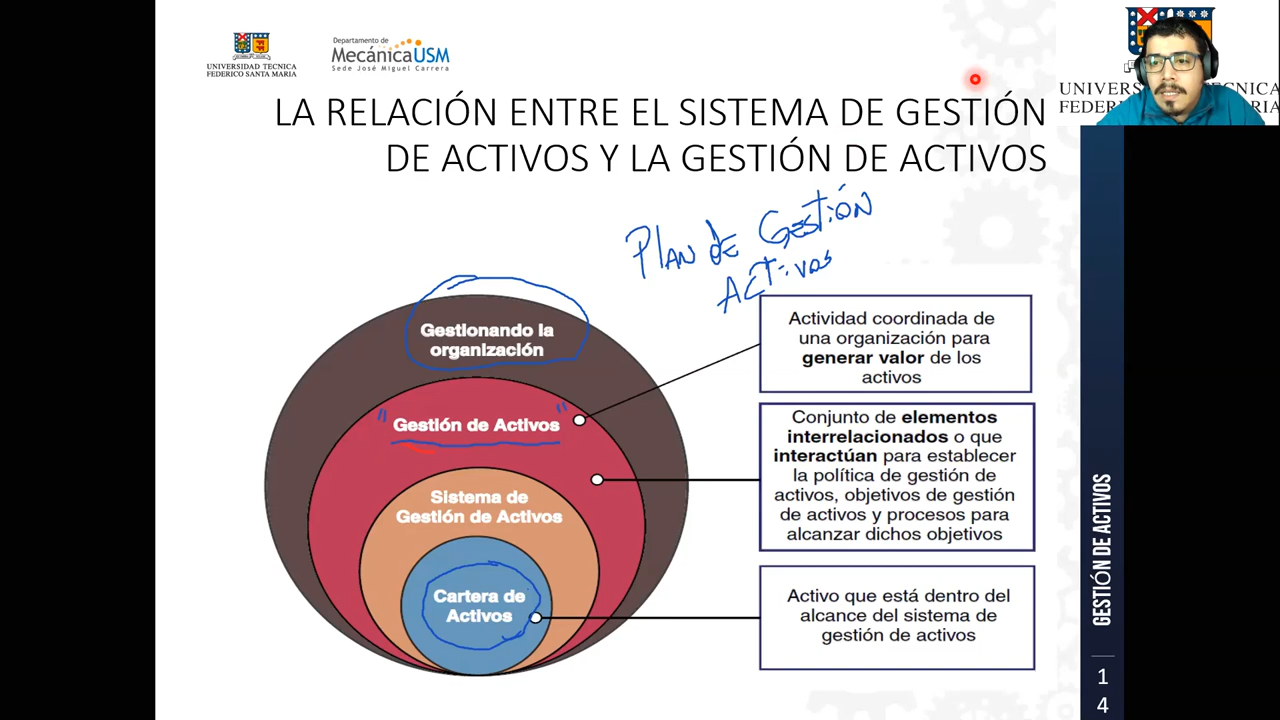 UNIVERSIDAD TECNICA
FEDERICO SANTA MARIA
Departamento de
MecánicaUSM
Sede José Miguel Carrera
LA RELACIÓN ENTRE EL SISTEMA DE GESTIÓN
DE ACTIVOS Y LA GESTIÓN DE ACTIVOS
PLAN DE GESTIÓN
ACTIVOS
Gestionando la
organización
"Gestión de Activos"
Sistema de
Gestión de Activos
Cartera de
Activos
Actividad coordinada de
una organización para
generar valor de los
activos
Conjunto de elementos
interrelacionados o que
interactúan para establecer
la política de gestión de
activos, objetivos de gestión
de activos y procesos para
alcanzar dichos objetivos
Activo que está dentro del
alcance del sistema de
gestión de activos
GESTIÓN DE ACTIVOS
1
4